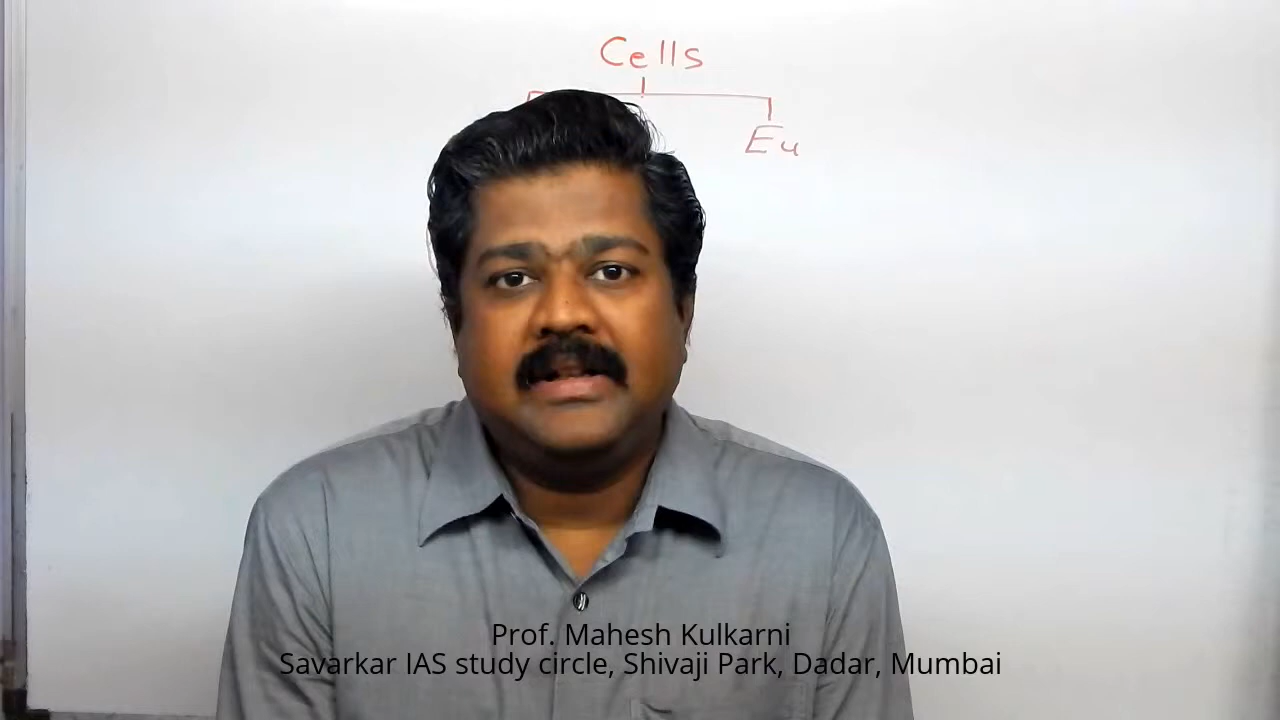 Cells
Eu
Prof. Mahesh Kulkarni
Savarkar IAS study circle, Shivaji Park, Dadar, Mumbai